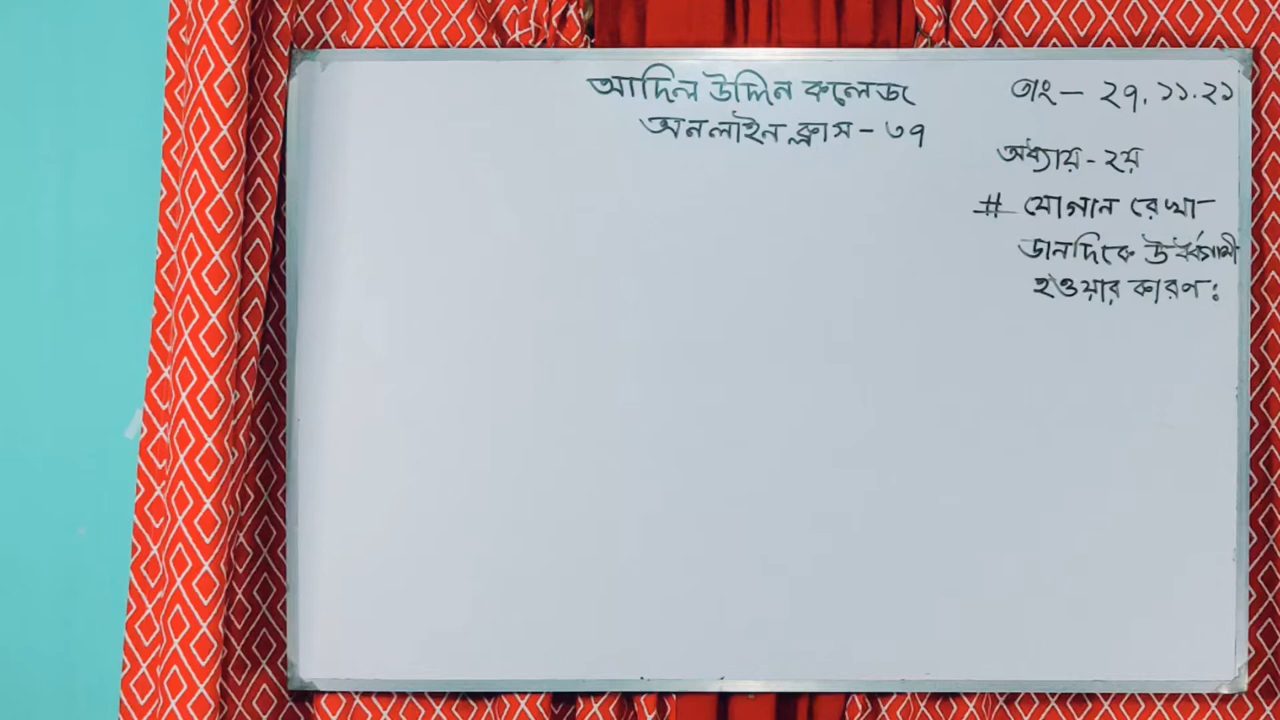 আদিল উদ্দিন কলেজ
অনলাইন ক্লাস - ৩৭
তাং - ২৭.১১.২১
অধ্যায় - ২য়
# যোগান রেখা
ডানদিকে উর্ধ্বগামী
হওয়ার কারণ: